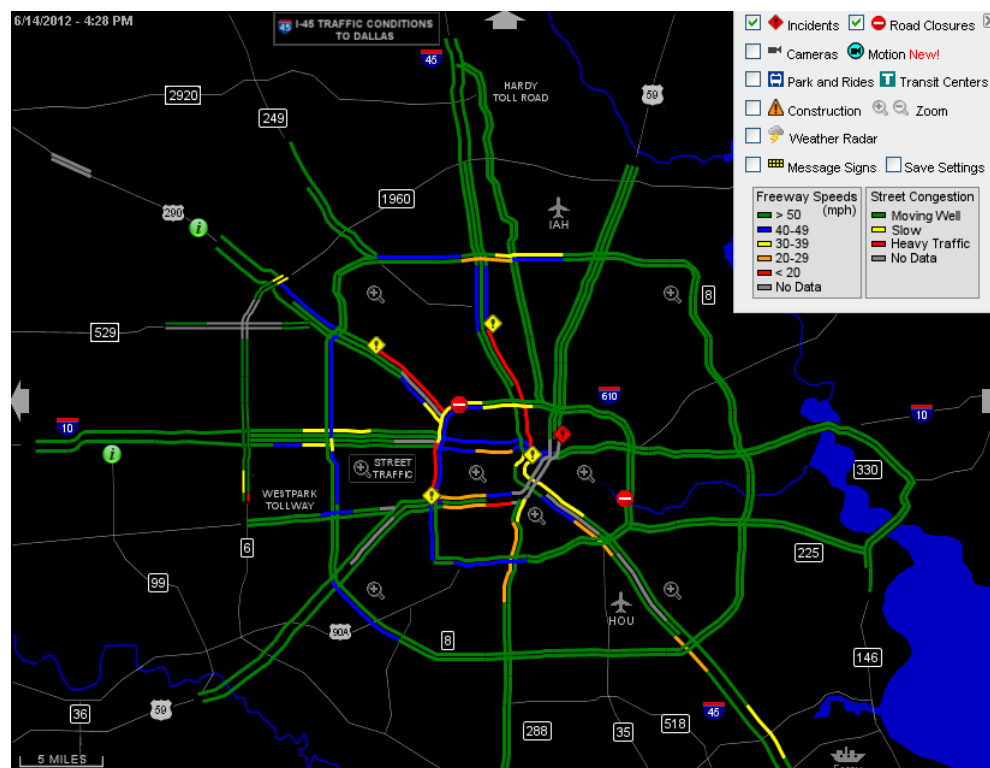 6/14/2012 - 4:28 PM
45 I-45 TRAFFIC CONDITIONS
TO DALLAS
Incidents Road Closures
Cameras Motion New!
Park and Rides T Transit Centers
Construction Zoom
Weather Radar
Message Signs Save Settings
Freeway Speeds
(mph)
> 50
40-49
30-39
20-29
< 20
No Data
Street Congestion
Moving Well
Slow
Heavy Traffic
No Data
45
HARDY
TOLL ROAD
59
2920
249
1960
290
IAH
8
529
610
10
10
STREET
TRAFFIC
330
WESTPARK
TOLLWAY
6
225
99
HOU
90A
8
146
59
36
45
518
288
35
5 MILES